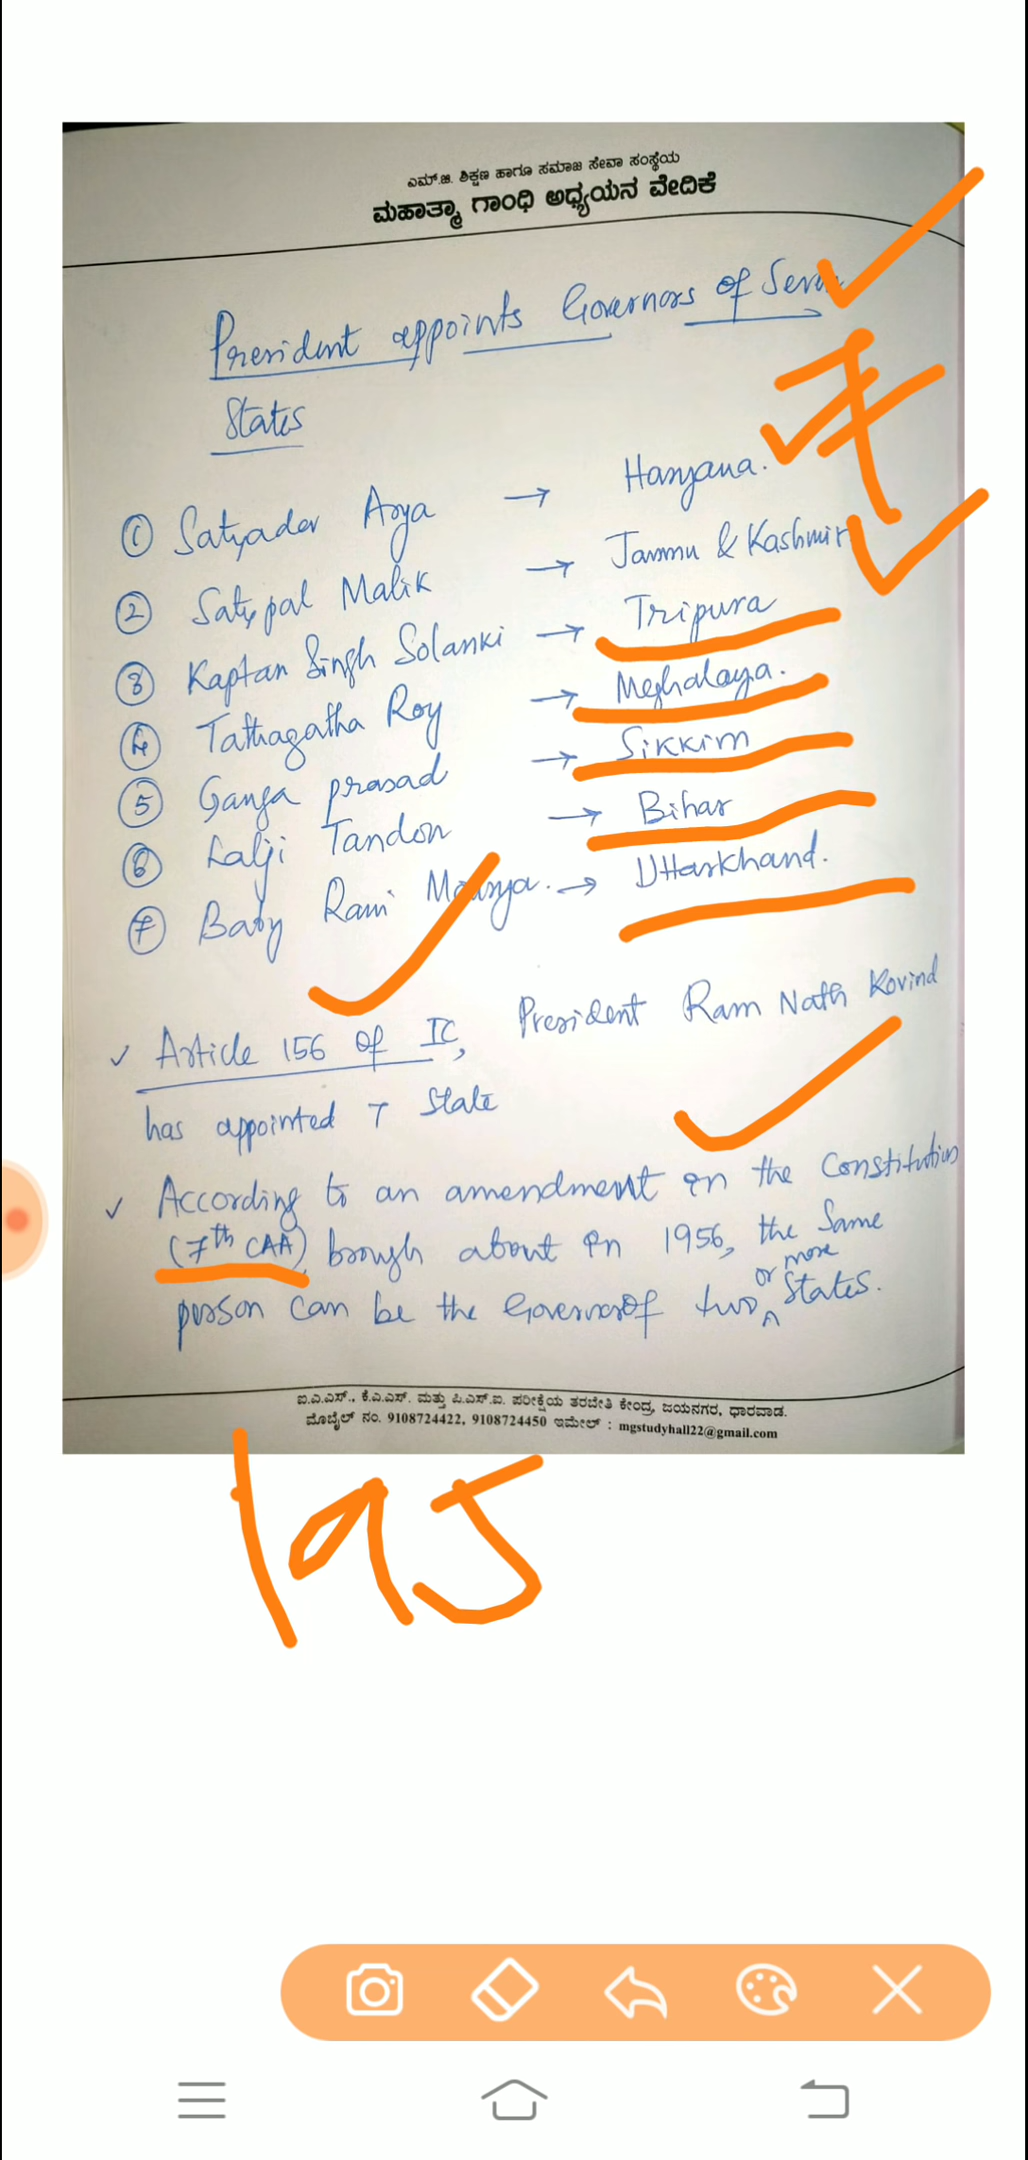 ಎಮ್.ಜಿ. ಶಿಕ್ಷಣ ಹಾಗೂ ಸಮಾಜ ಸೇವಾ ಸಂಸ್ಥೆಯ
ಮಹಾತ್ಮಾ ಗಾಂಧಿ ಅಧ್ಯಯನ ವೇದಿಕೆ
President appoints Governors of
States
① Satyadev Arya → Haryana.
② Satypal Malik → Jammu & Kashmir
③ Kaptan Singh Solanki → Tripura
④ Tathagatha Roy → Meghalaya.
⑤ Ganga prasad → Sikkim
⑥ Lalji Tandon → Bihar
⑦ Baby Rani Maurya. → Uttarkhand.
✓ Article 156 of IC, President Ram Nath Kovind
has appointed 7 State
✓ According to an amendment in the Constitution
(7th CAA) brough about in 1956, the Same
person can be the Governor of two or more States.
ಐ.ಎ.ಎಸ್., ಕೆ.ಎ.ಎಸ್. ಮತ್ತು ಪಿ.ಎಸ್.ಐ. ಪರೀಕ್ಷೆಯ ತರಬೇತಿ ಕೇಂದ್ರ, ಜಯನಗರ, ಧಾರವಾಡ.
ಮೊಬೈಲ್ ನಂ. 9108724422, 9108724450 ಇಮೇಲ್ : mgstudyhall22@gmail.com
195